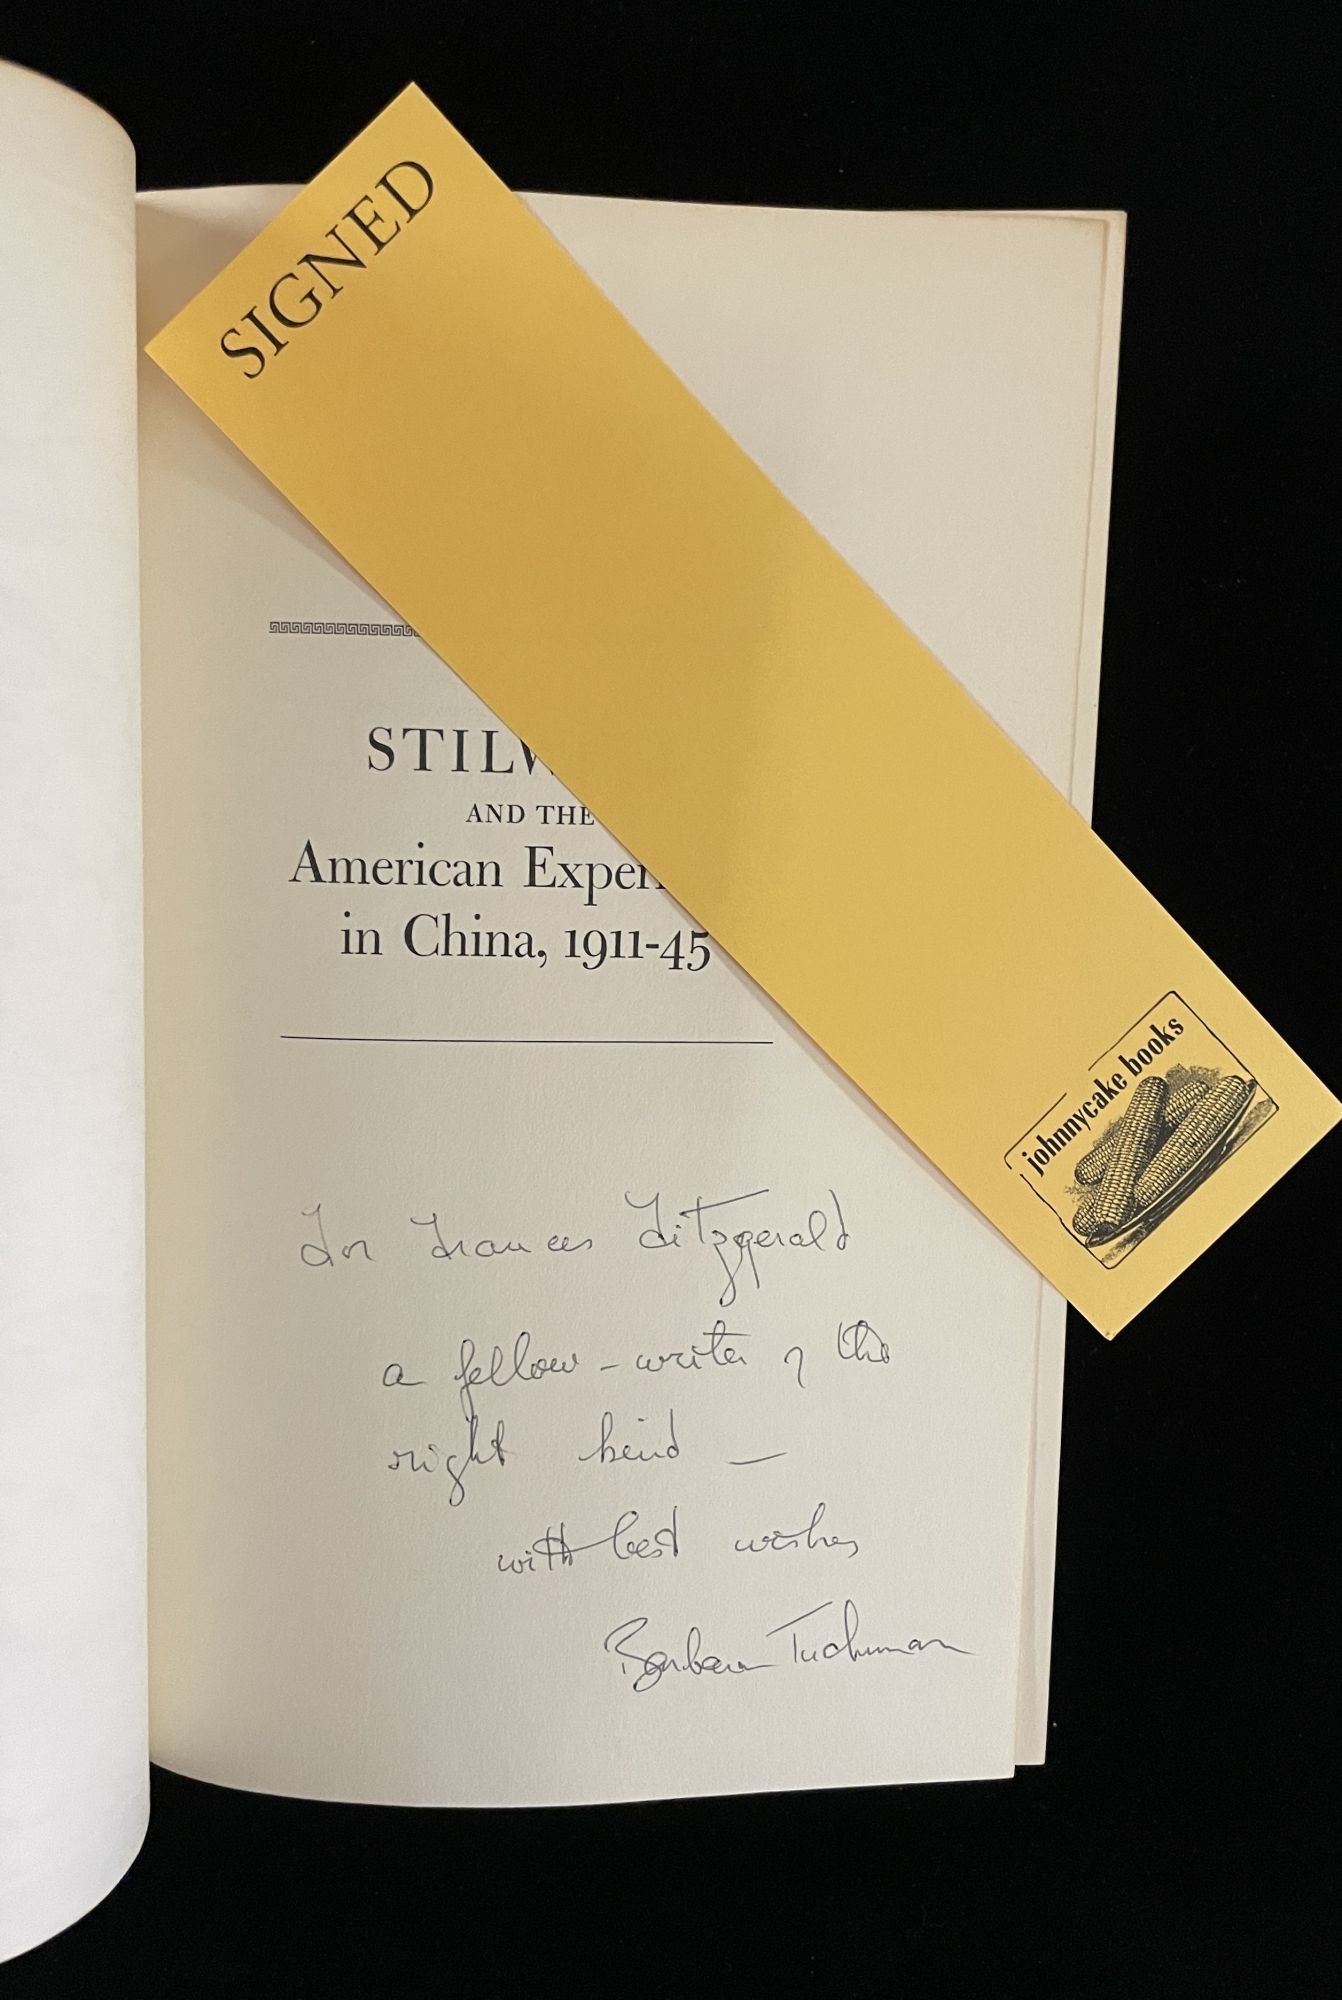 SIGNED
STILW
AND THE
American Exper
in China, 1911-45
johnnycake books
For Frances Fitzgerald
a fellow-writer of the
right kind —
with best wishes
Barbara Tuchman